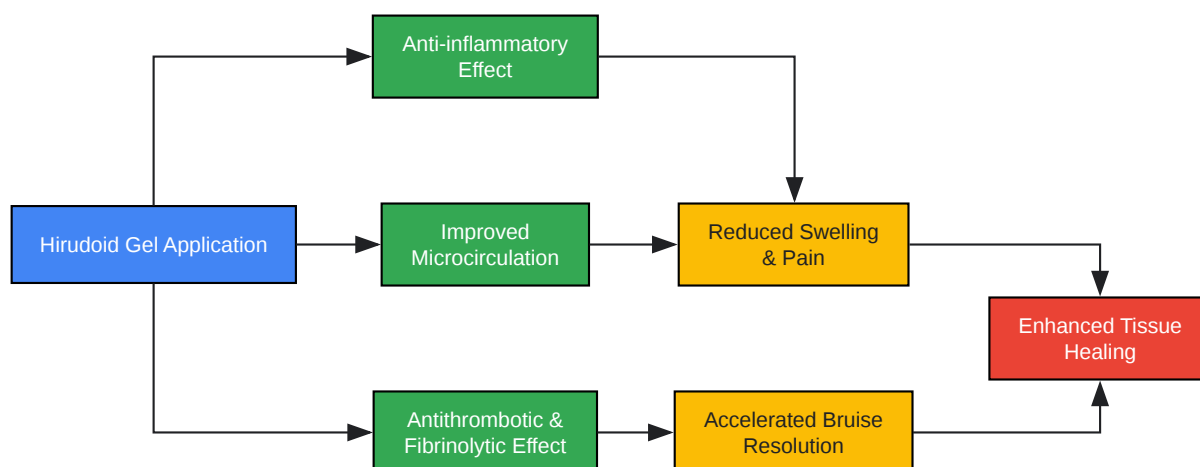 Anti-inflammatory
Effect
Hirudoid Gel Application
Improved
Microcirculation
Reduced Swelling
& Pain
Enhanced Tissue
Healing
Antithrombotic &
Fibrinolytic Effect
Accelerated Bruise
Resolution